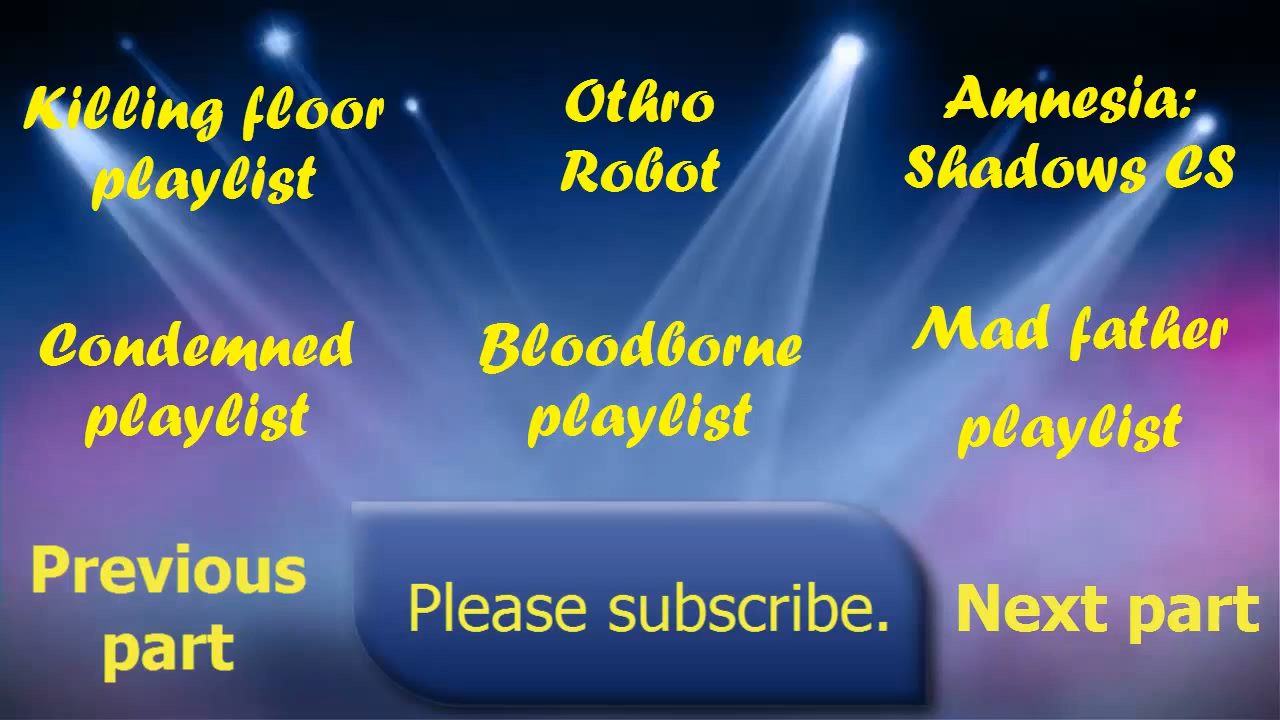 Killing floor
playlist
Othro
Robot
Amnesia:
Shadows CS
Condemned
playlist
Bloodborne
playlist
Mad father
playlist
Previous
part
Please subscribe.
Next part